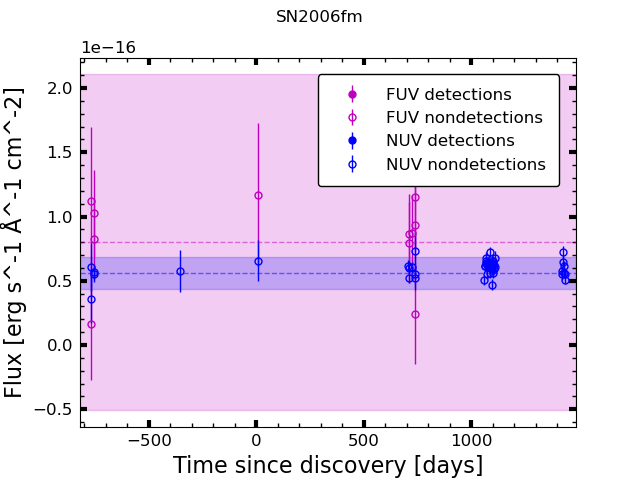 SN2006fm
1e−16
FUV detections
FUV nondetections
NUV detections
NUV nondetections
2.0
1.5
1.0
0.5
0.0
−0.5
−500
0
500
1000
Flux [erg s^-1 Å^-1 cm^-2]
Time since discovery [days]